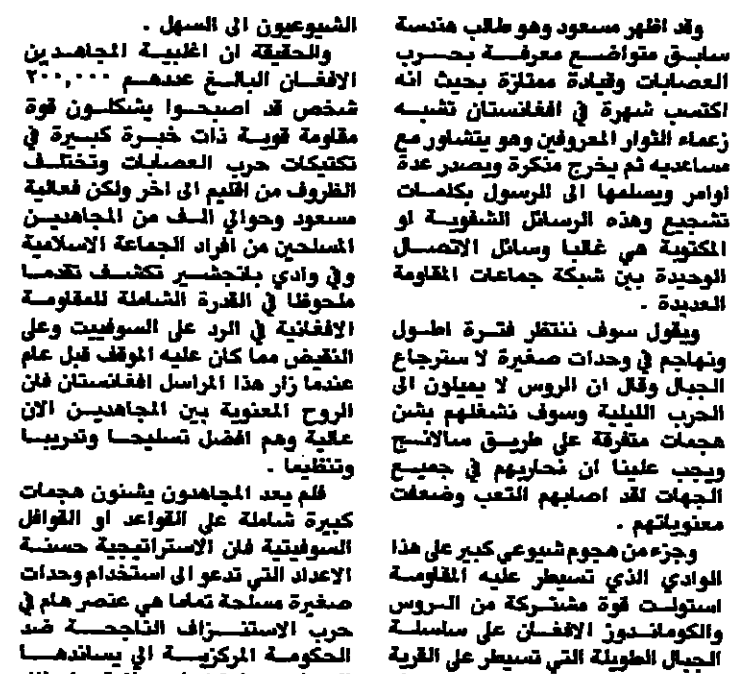 وقد اظهر مسعود وهو طالب هندسة
سابق متواضع معرفة بحرب
العصابات وقيادة ممتازة بحيث انه
اكتسب شهرة في افغانستان تشبه
زعماء الثوار المعروفين وهو يتشاور مع
مساعديه ثم يخرج مذكرة ويصدر عدة
اوامر ويسلمها الى الرسول بكلمات
تشجيع وهذه الرسائل الشفوية او
المكتوبة هي غالبا وسائل الاتصال
الوحيدة بين شبكة جماعات المقاومة
العديدة .
ويقول سوف ننتظر فترة اطول
ونهاجم في وحدات صغيرة لا سترجاع
الجبال وقال ان الروس لا يميلون الى
الحرب الليلية وسوف نشغلهم بشن
هجمات متفرقة على طريق سالانج
ويجب علينا ان نحاربهم في جميع
الجهات لقد اصابهم التعب وضعفت
معنوياتهم .
وجزء من هجوم شيوعي كبير على هذا
الوادي الذي تسيطر عليه المقاومة
استولت قوة مشتركة من الروس
والكوماندوز الافغان على سلسلة
الجبال الطويلة التي تسيطر على القرية
الشيوعيون الى السهل .
والحقيقة ان اغلبية المجاهدين
الافغان البالغ عددهم ٢٠٠,٠٠٠
شخص قد اصبحوا يشكلون قوة
مقاومة قوية ذات خبرة كبيرة في
تكتيكات حرب العصابات وتختلف
الظروف من اقليم الى اخر ولكن فعالية
مسعود وحوالي الف من المجاهدين
المسلحين من افراد الجماعة الاسلامية
وفي وادي بانجشير تكشف تقدما
ملحوظا في القدرة الشاملة للمقاومة
الافغانية في الرد على السوفييت وعلى
النقيض مما كان عليه الموقف قبل عام
عندما زار هذا المراسل افغانستان فان
الروح المعنوية بين المجاهدين الان
عالية وهم افضل تسليحا وتدريبا
وتنظيما .
فلم يعد المجاهدون يشنون هجمات
كبيرة شاملة على القواعد او القوافل
السوفيتية فان الاستراتيجية حسنة
الاعداد التي تدعو الى استخدام وحدات
صغيرة مسلحة تماما هي عنصر هام في
حرب الاستنزاف الناجحة ضد
الحكومة المركزية الي يساندها